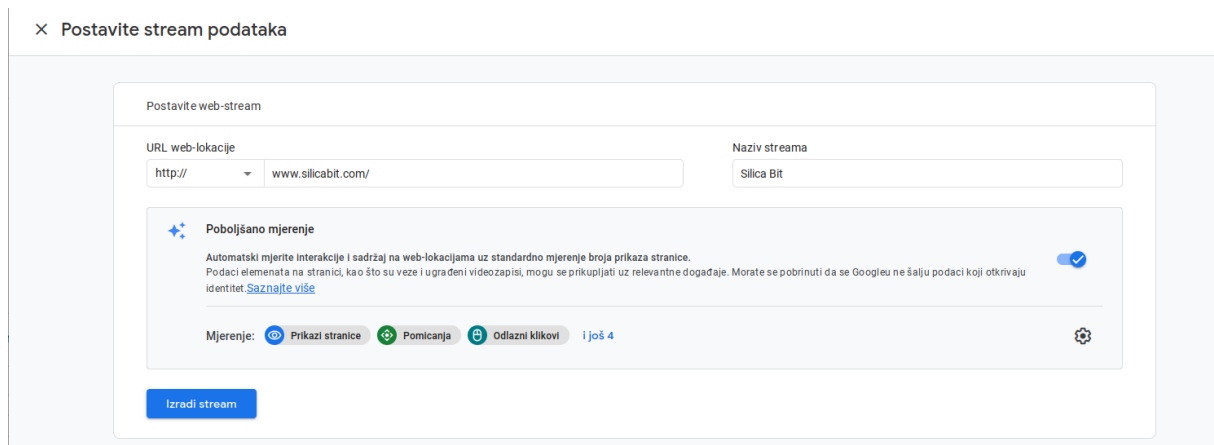 Postavite stream podataka
Postavite web-stream
URL web-lokacije
Naziv streama
http://
www.silicabit.com/
Silica Bit
Poboljšano mjerenje
Automatski mjerite interakcije i sadržaj na web-lokacijama uz standardno mjerenje broja prikaza stranice.
Podaci elemenata na stranici, kao što su veze i ugrađeni videozapisi, mogu se prikupljati uz relevantne događaje. Morate se pobrinuti da se Googleu ne šalju podaci koji otkrivaju
identitet.Saznajte više
Mjerenje: Prikazi stranice Pomicanja Odlazni klikovi i još 4
Izradi stream